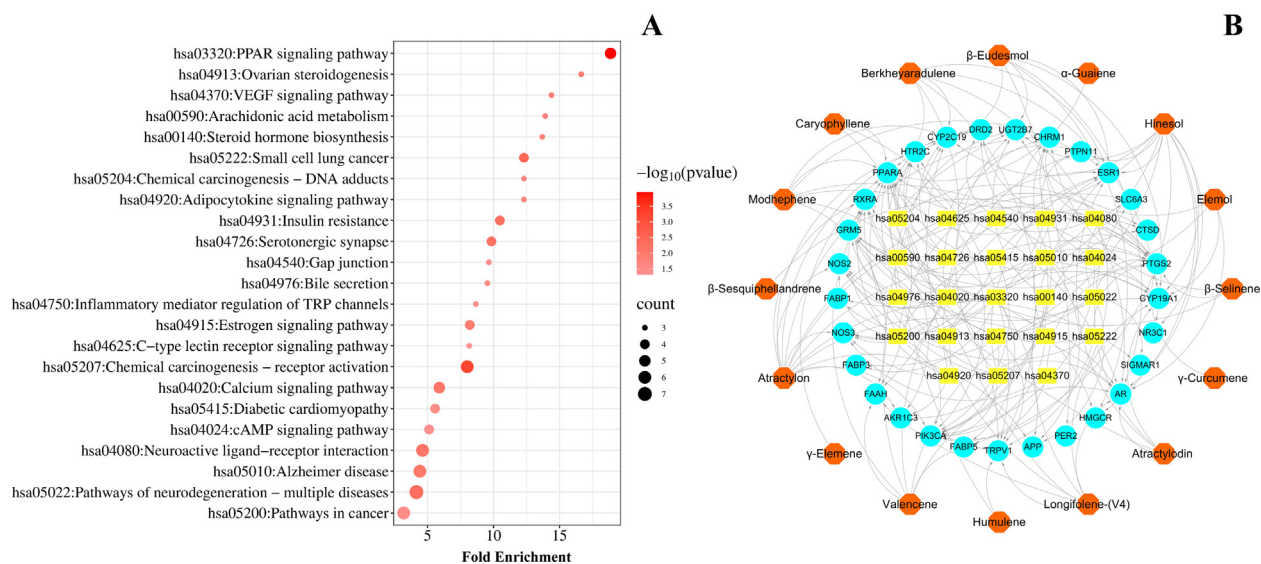 A
hsa03320:PPAR signaling pathway
hsa04913:Ovarian steroidogenesis
hsa04370:VEGF signaling pathway
hsa00590:Arachidonic acid metabolism
hsa00140:Steroid hormone biosynthesis
hsa05222:Small cell lung cancer
hsa05204:Chemical carcinogenesis − DNA adducts
hsa04920:Adipocytokine signaling pathway
hsa04931:Insulin resistance
hsa04726:Serotonergic synapse
hsa04540:Gap junction
hsa04976:Bile secretion
hsa04750:Inflammatory mediator regulation of TRP channels
hsa04915:Estrogen signaling pathway
hsa04625:C−type lectin receptor signaling pathway
hsa05207:Chemical carcinogenesis − receptor activation
hsa04020:Calcium signaling pathway
hsa05415:Diabetic cardiomyopathy
hsa04024:cAMP signaling pathway
hsa04080:Neuroactive ligand−receptor interaction
hsa05010:Alzheimer disease
hsa05022:Pathways of neurodegeneration − multiple diseases
hsa05200:Pathways in cancer
5 10 15
Fold Enrichment
−log10(pvalue)
3.5
3.0
2.5
2.0
1.5
count
3
4
5
6
7
B
β-Eudesmol
Berkheyaradulene
α-Guaiene
Caryophyllene
Hinesol
Modhephene
Elemol
β-Sesquiphellandrene
β-Selinene
Atractylon
γ-Curcumene
γ-Elemene
Atractylodin
Valencene
Longifolene-(V4)
Humulene
DRD2
UGT2B7
CYP2C19
CHRM1
HTR2C
PTPN11
PPARA
ESR1
RXRA
SLC6A3
GRM5
CTSD
NOS2
PTGS2
FABP1
CYP19A1
NOS3
NR3C1
FABP3
SIGMAR1
FAAH
AR
AKR1C3
HMGCR
PIK3CA
PER2
FABP5
TRPV1
APP
hsa05204 hsa04625 hsa04540 hsa04931 hsa04080
hsa00590 hsa04726 hsa05415 hsa05010 hsa04024
hsa04976 hsa04020 hsa03320 hsa00140 hsa05022
hsa05200 hsa04913 hsa04750 hsa04915 hsa05222
hsa04920 hsa05207 hsa04370